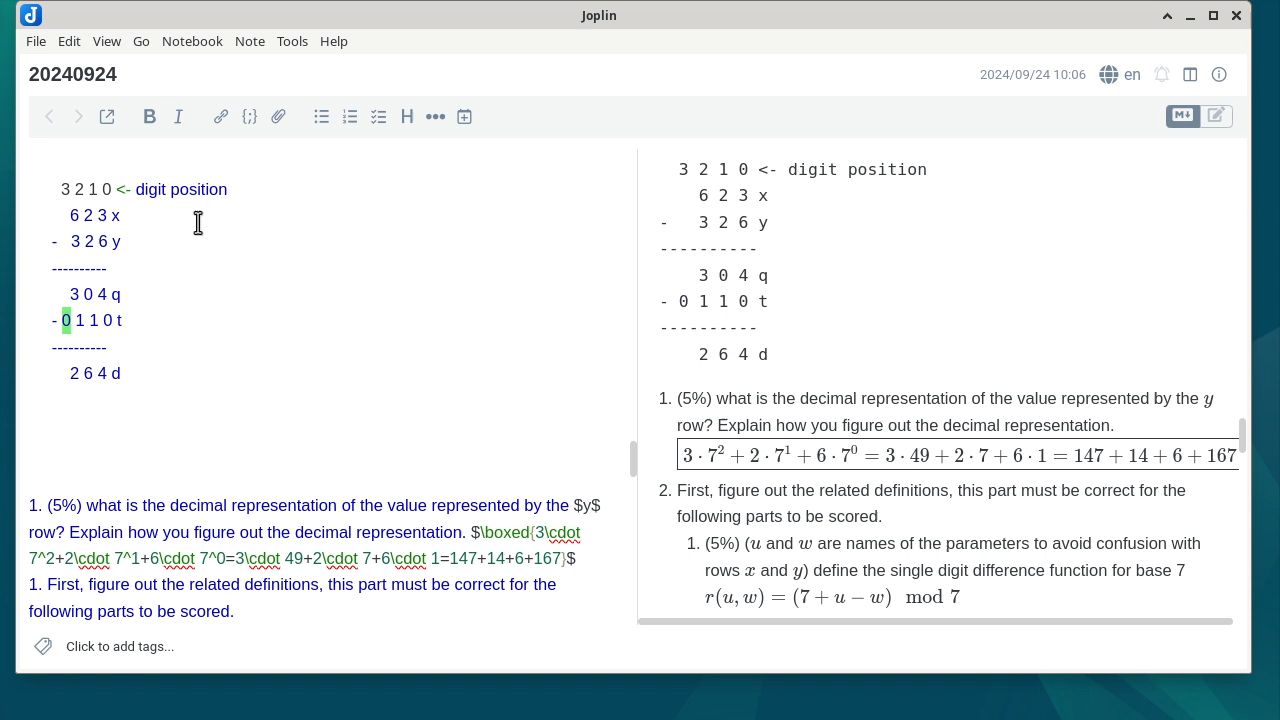 Joplin
File Edit View Go Notebook Note Tools Help
20240924
2024/09/24 10:06 en
3 2 1 0 <- digit position
6 2 3 x
- 3 2 6 y
----------
3 0 4 q
- 0 1 1 0 t
----------
2 6 4 d
1. (5%) what is the decimal representation of the value represented by the $y$
row? Explain how you figure out the decimal representation. $\boxed{3\cdot
7^2+2\cdot 7^1+6\cdot 7^0=3\cdot 49+2\cdot 7+6\cdot 1=147+14+6+167}$
1. First, figure out the related definitions, this part must be correct for the
following parts to be scored.
3 2 1 0 <- digit position
6 2 3 x
- 3 2 6 y
----------
3 0 4 q
- 0 1 1 0 t
----------
2 6 4 d
1. (5%) what is the decimal representation of the value represented by the y
row? Explain how you figure out the decimal representation.
3 · 7² + 2 · 7¹ + 6 · 7⁰ = 3 · 49 + 2 · 7 + 6 · 1 = 147 + 14 + 6 + 167
2. First, figure out the related definitions, this part must be correct for the
following parts to be scored.
1. (5%) (u and w are names of the parameters to avoid confusion with
rows x and y) define the single digit difference function for base 7
r(u, w) = (7 + u − w) mod 7
Click to add tags...